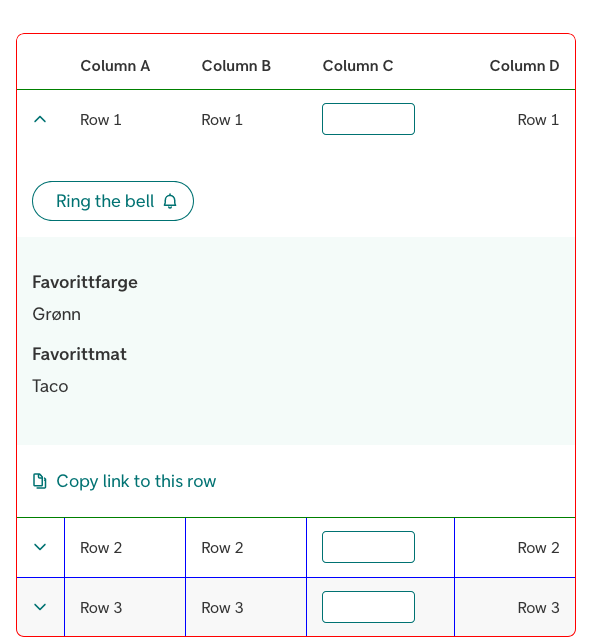 Column A Column B Column C Column D
Row 1 Row 1 Row 1
Ring the bell
Favorittfarge
Grønn
Favorittmat
Taco
Copy link to this row
Row 2 Row 2 Row 2
Row 3 Row 3 Row 3